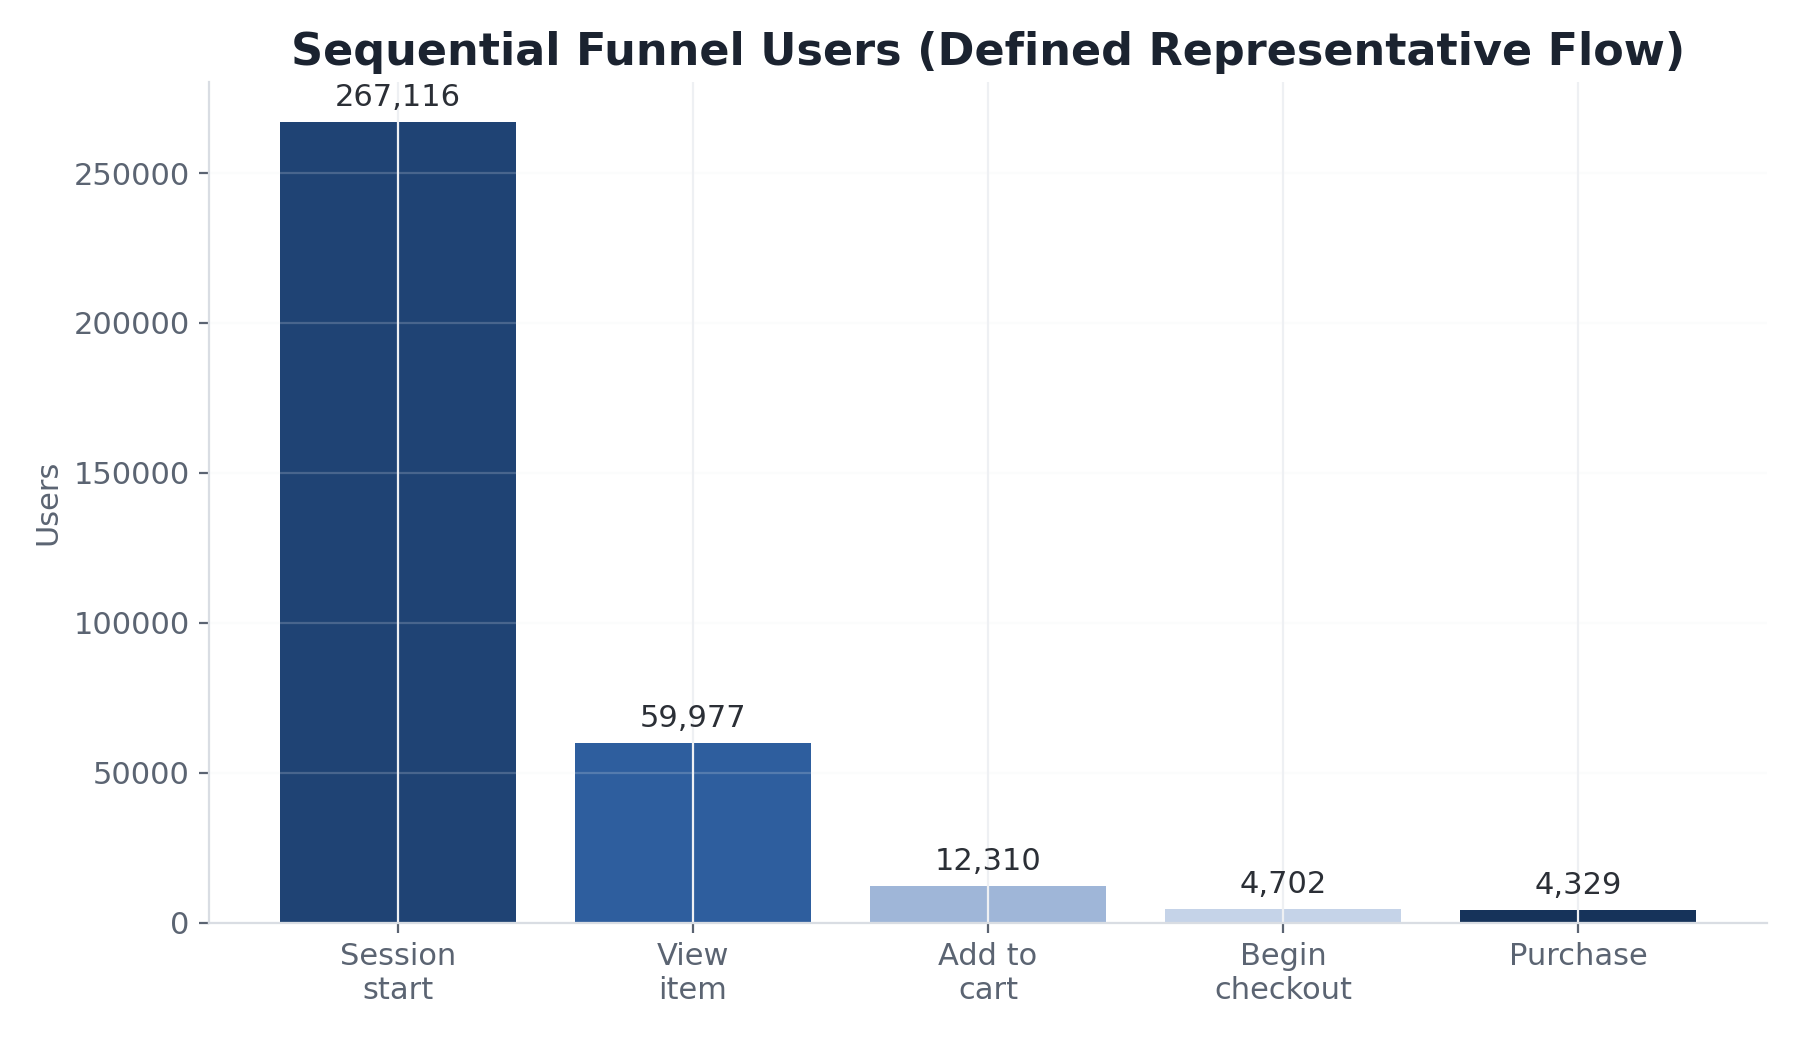 Sequential Funnel Users (Defined Representative Flow)
267,116
250000
200000
150000
100000
50000
0
Users
59,977
12,310
4,702
4,329
Session
start
View
item
Add to
cart
Begin
checkout
Purchase